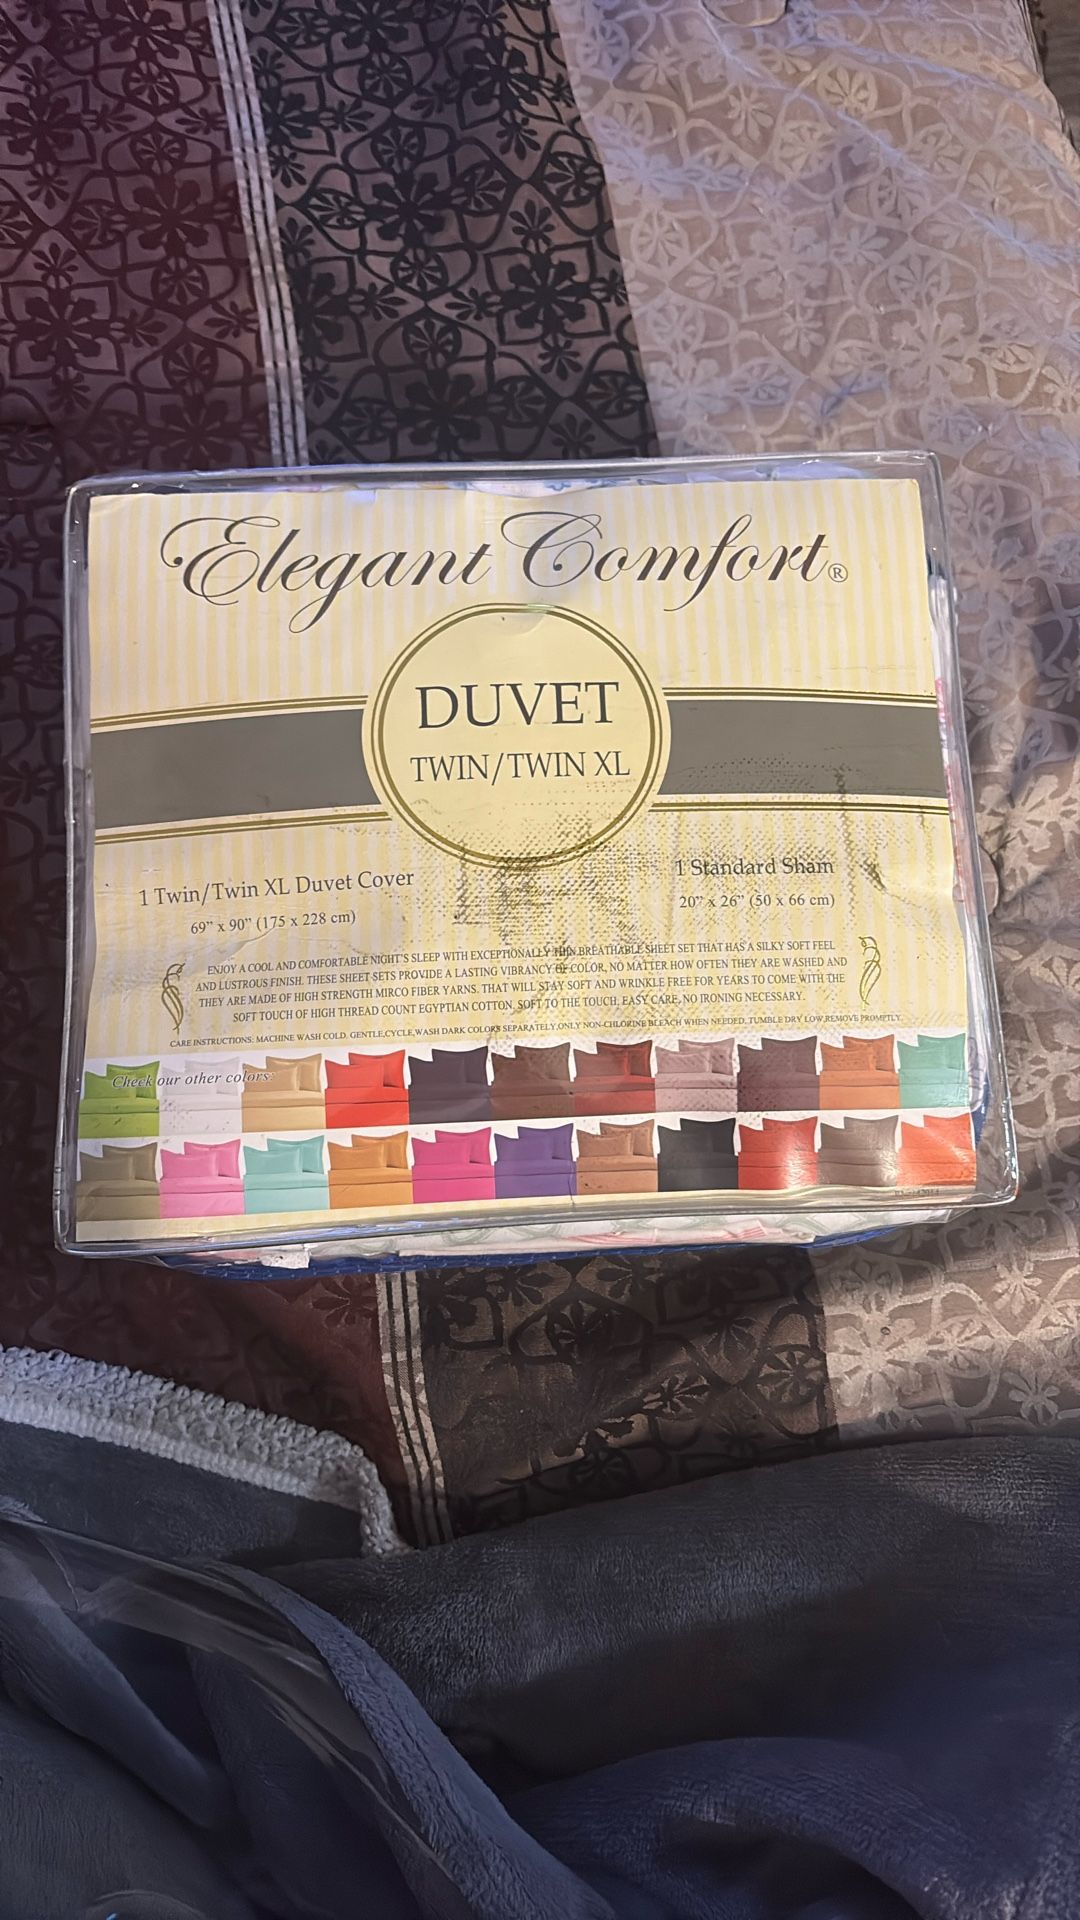 Elegant Comfort®
DUVET
TWIN/TWIN XL
1 Twin/Twin XL Duvet Cover
69” x 90” (175 x 228 cm)
1 Standard Sham
20” x 26” (50 x 66 cm)
ENJOY A COOL AND COMFORTABLE NIGHT'S SLEEP WITH EXCEPTIONALLY THIN BREATHABLE SHEET SET THAT HAS A SILKY SOFT FEEL
AND LUSTROUS FINISH. THESE SHEET SETS PROVIDE A LASTING VIBRANCY OF COLOR, NO MATTER HOW OFTEN THEY ARE WASHED AND
THEY ARE MADE OF HIGH STRENGTH MIRCO FIBER YARNS. THAT WILL STAY SOFT AND WRINKLE FREE FOR YEARS TO COME WITH THE
SOFT TOUCH OF HIGH THREAD COUNT EGYPTIAN COTTON. SOFT TO THE TOUCH, EASY CARE, NO IRONING NECESSARY.
CARE INSTRUCTIONS: MACHINE WASH COLD, GENTLE,CYCLE,WASH DARK COLORS SEPARATELY,ONLY NON-CHLORINE BLEACH WHEN NEEDED, TUMBLE DRY LOW,REMOVE PROMPTLY.
Check our other colors: